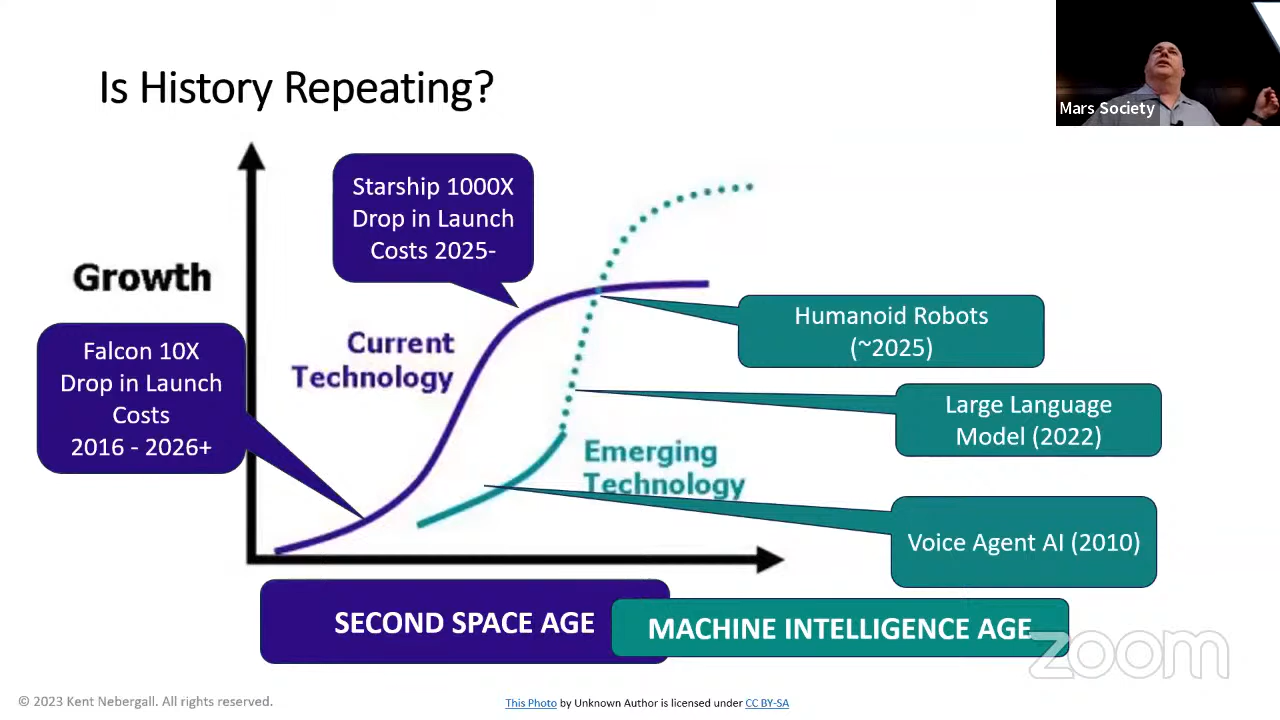 Is History Repeating?
Mars Society
Starship 1000X
Drop in Launch
Costs 2025-
Growth
Falcon 10X
Drop in Launch
Costs
2016 - 2026+
Current
Technology
Humanoid Robots
(~2025)
Large Language
Model (2022)
Emerging
Technology
Voice Agent AI (2010)
SECOND SPACE AGE
MACHINE INTELLIGENCE AGE
zoom
© 2023 Kent Nebergall. All rights reserved.
This Photo by Unknown Author is licensed under CC BY-SA